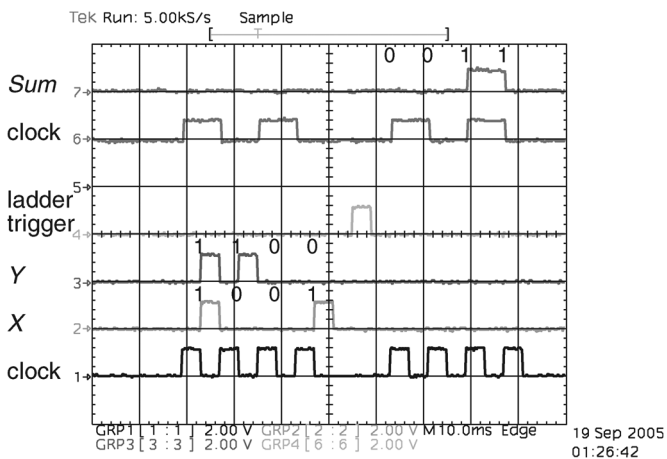 Tek Run: 5.00kS/s Sample
[ T ]
0 0 1 1
Sum 7
clock 6
5
ladder
trigger 4
1 1 0 0
Y 3
1 0 0 1
X 2
clock 1
GRP1 [ 1 : 1 ] 2.00 V GRP2 [ 2 : 2 ] 2.00 V M10.0ms Edge
GRP3 [ 3 : 3 ] 2.00 V GRP4 [ 6 : 6 ] 2.00 V
19 Sep 2005
01:26:42